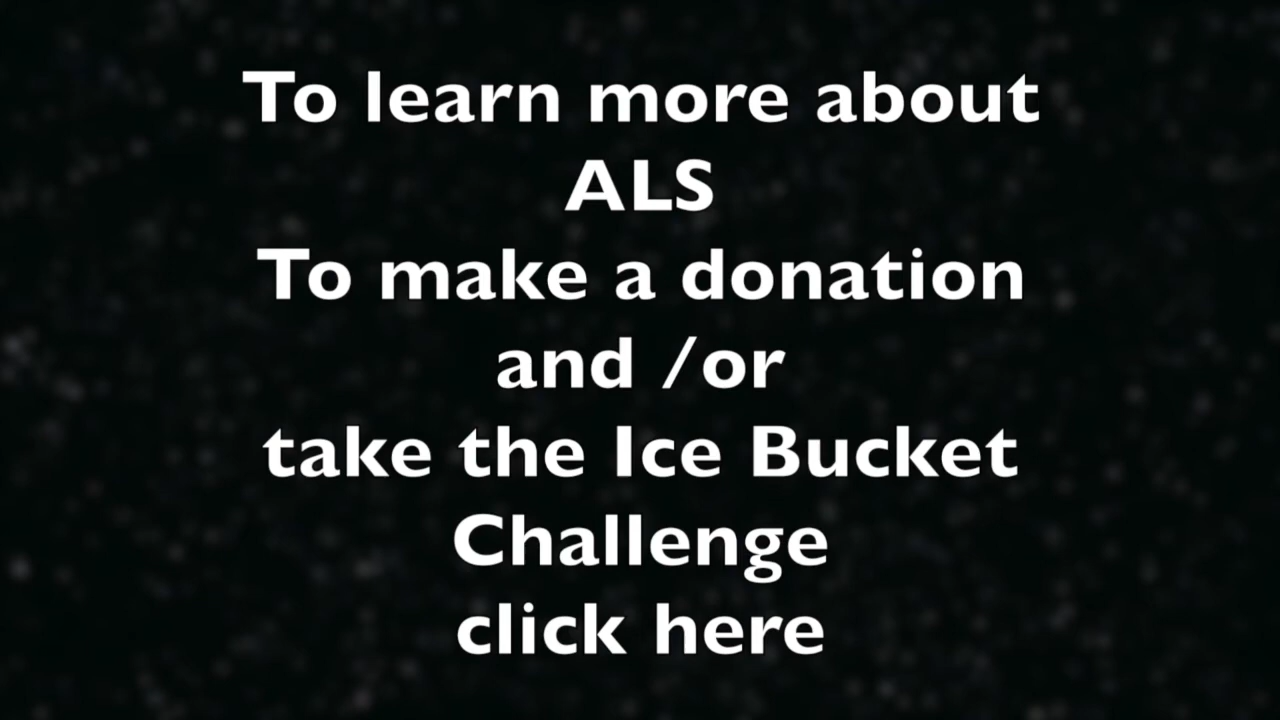 To learn more about
ALS
To make a donation
and /or
take the Ice Bucket
Challenge
click here